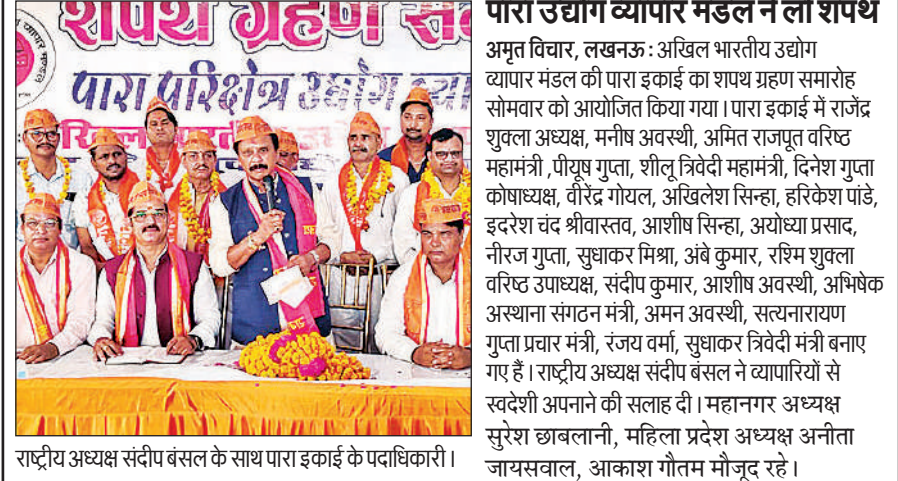 शपथ ग्रहण स
पारा परिक्षेत्र उद्योग व्या
राष्ट्रीय अध्यक्ष संदीप बंसल के साथ पारा इकाई के पदाधिकारी।
पारा उद्योग व्यापार मंडल ने ली शपथ
अमृत विचार, लखनऊ : अखिल भारतीय उद्योग
व्यापार मंडल की पारा इकाई का शपथ ग्रहण समारोह
सोमवार को आयोजित किया गया। पारा इकाई में राजेंद्र
शुक्ला अध्यक्ष, मनीष अवस्थी, अमित राजपूत वरिष्ठ
महामंत्री ,पीयूष गुप्ता, शीलू त्रिवेदी महामंत्री, दिनेश गुप्ता
कोषाध्यक्ष, वीरेंद्र गोयल, अखिलेश सिन्हा, हरिकेश पांडे,
इदरेश चंद श्रीवास्तव, आशीष सिन्हा, अयोध्या प्रसाद,
नीरज गुप्ता, सुधाकर मिश्रा, अंबे कुमार, रश्मि शुक्ला
वरिष्ठ उपाध्यक्ष, संदीप कुमार, आशीष अवस्थी, अभिषेक
अस्थाना संगठन मंत्री, अमन अवस्थी, सत्यनारायण
गुप्ता प्रचार मंत्री, रंजय वर्मा, सुधाकर त्रिवेदी मंत्री बनाए
गए हैं। राष्ट्रीय अध्यक्ष संदीप बंसल ने व्यापारियों से
स्वदेशी अपनाने की सलाह दी। महानगर अध्यक्ष
सुरेश छाबलानी, महिला प्रदेश अध्यक्ष अनीता
जायसवाल, आकाश गौतम मौजूद रहे।